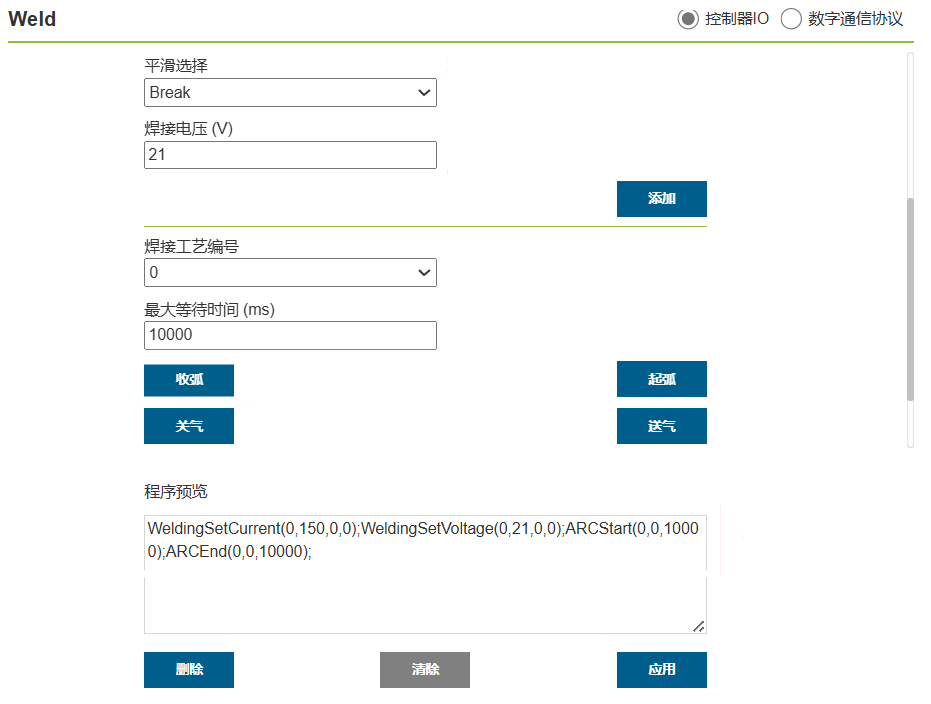 Weld
控制器IO 数字通信协议
平滑选择
Break
焊接电压 (V)
21
添加
焊接工艺编号
0
最大等待时间 (ms)
10000
收弧 起弧
关气 送气
程序预览
WeldingSetCurrent(0,150,0,0);WeldingSetVoltage(0,21,0,0);ARCStart(0,0,1000
0);ARCEnd(0,0,10000);
删除 清除 应用